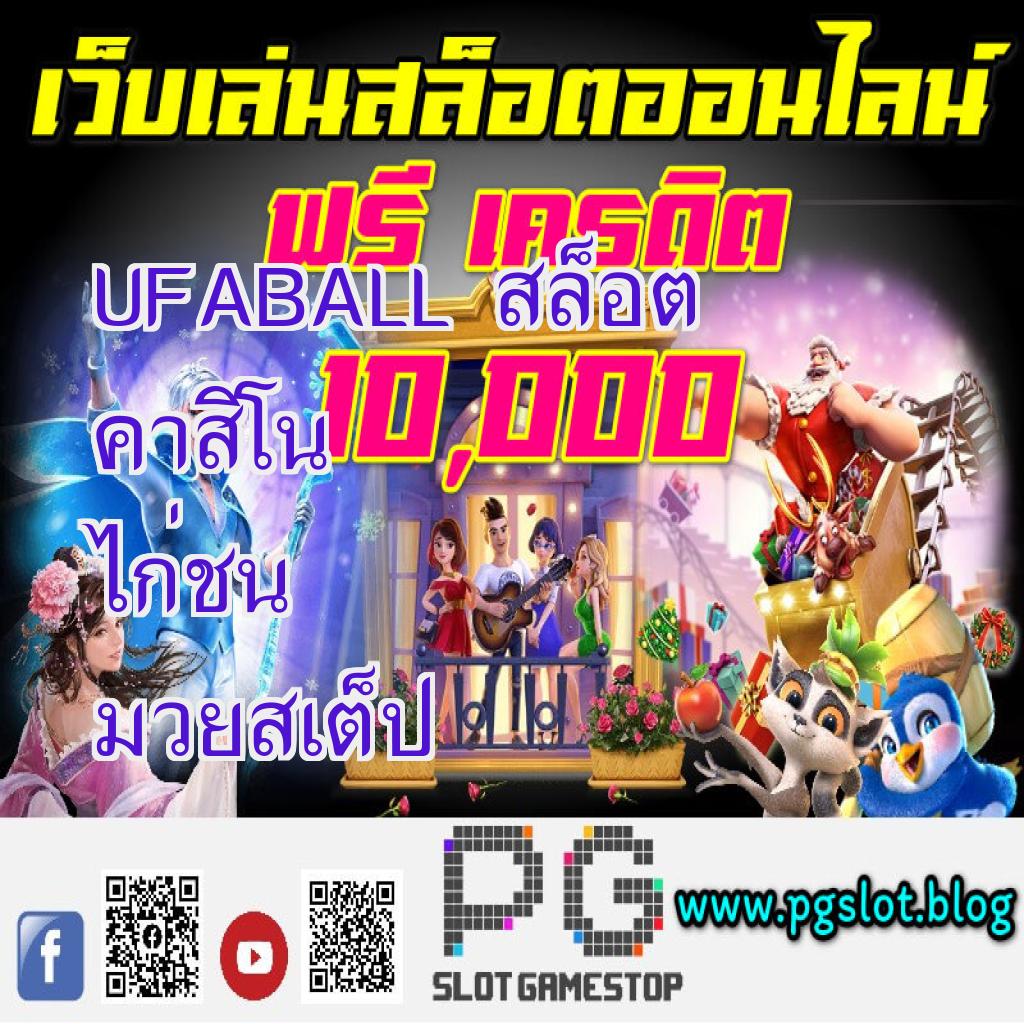 เว็บเล่นสล็อตออนไลน์
ฟรี เครดิต
UFABALL สล็อต
10,000
คาสิโน
ไก่ชน
มวยสเต็ป
PG
www.pgslot.blog
SLOT GAMESTOP